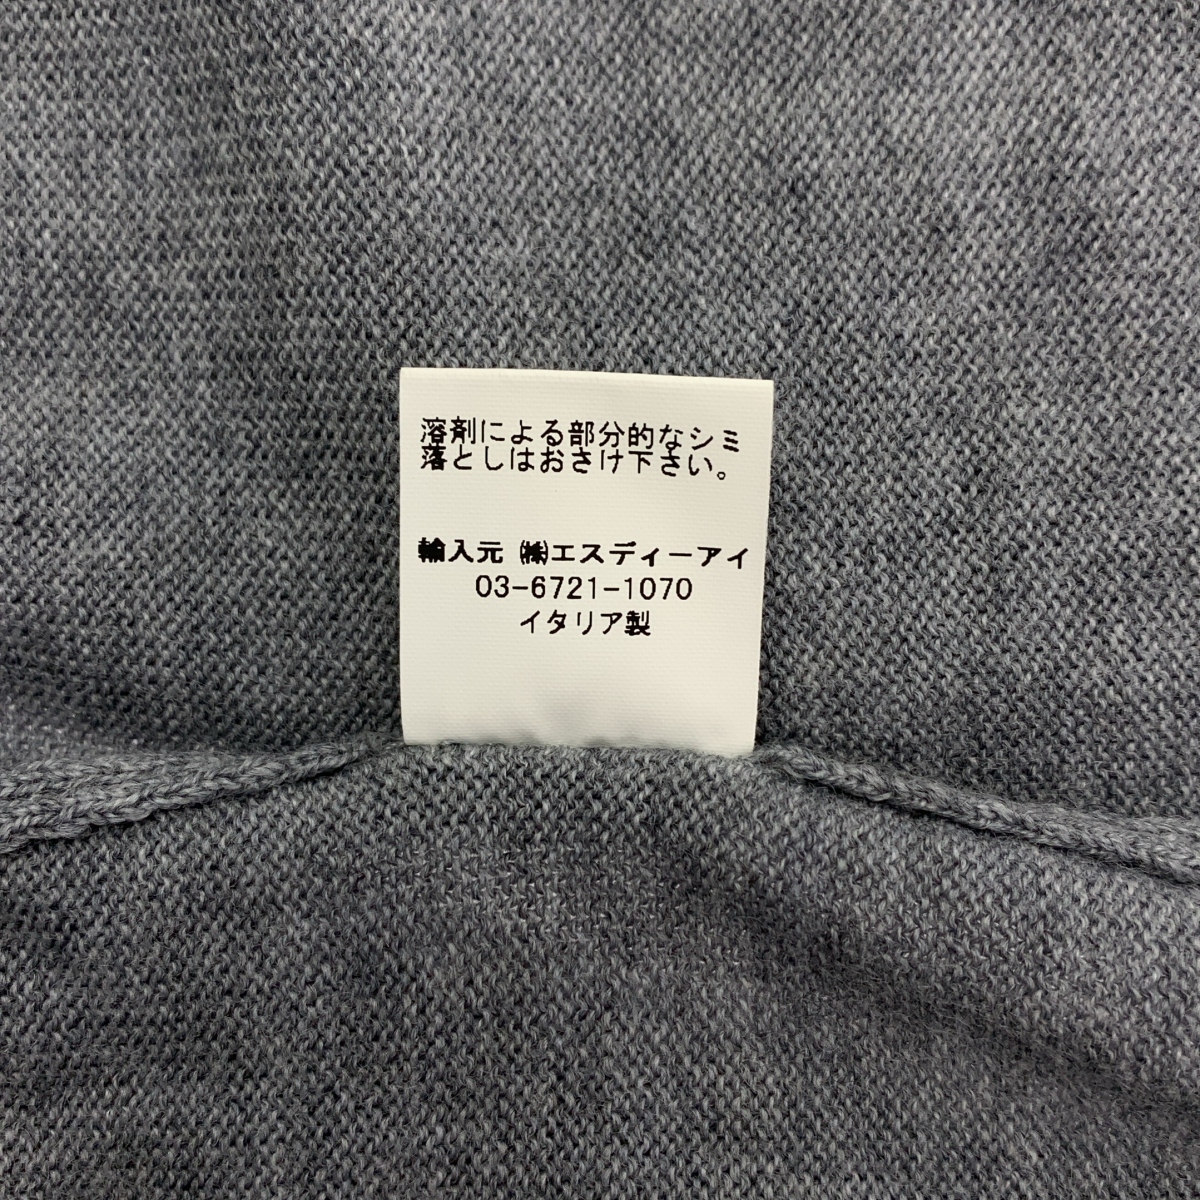 溶剤による部分的なシミ
落としはおさけ下さい。
輸入元 ㈱エスディーアイ
03-6721-1070
イタリア製